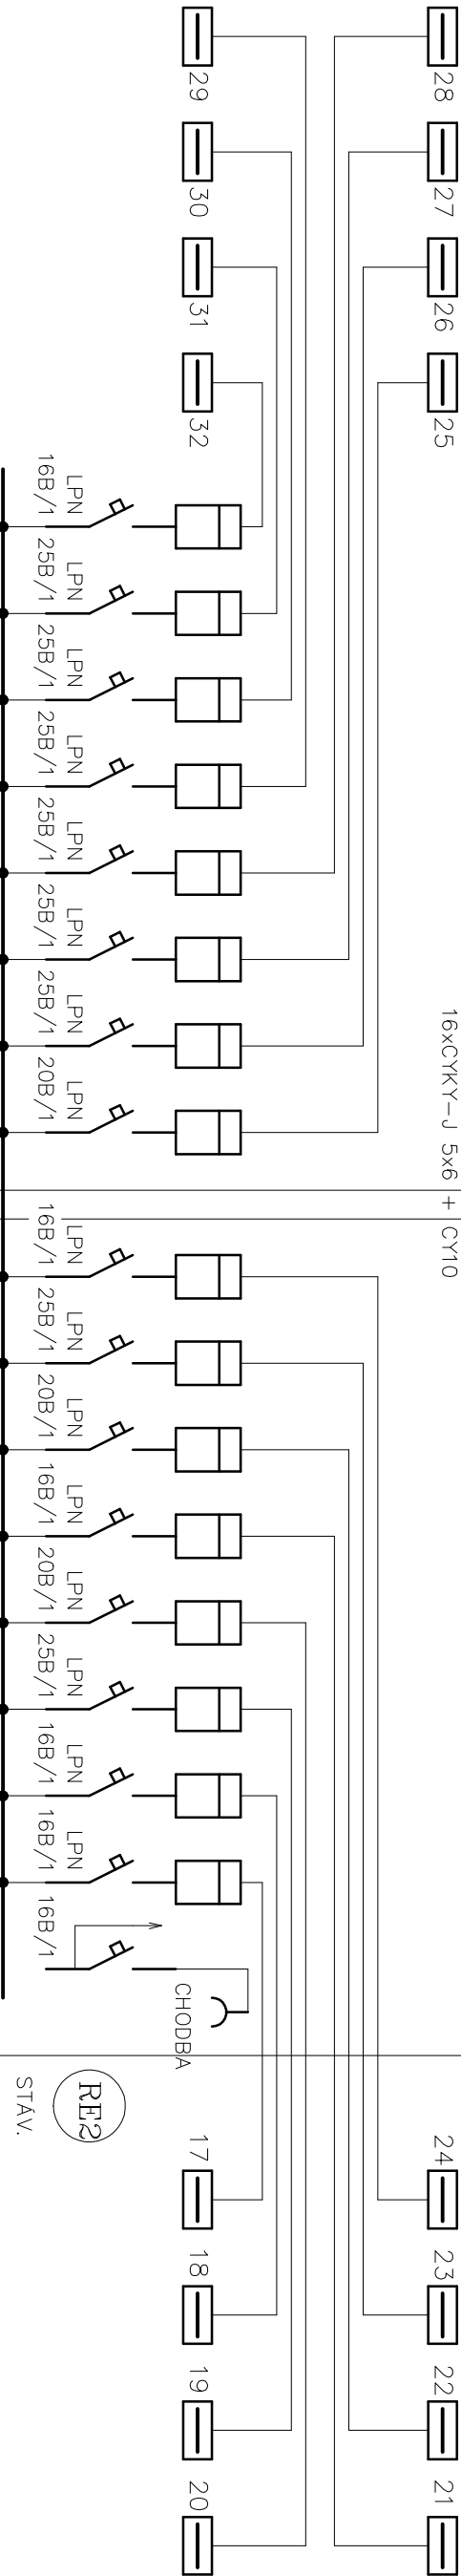 28 27 26 25 16xCYKY-J 5x6 + CY10 24 23 22 21
29 30 31 32 17 18 19 20
CHODBA
RE2
LPN LPN LPN LPN LPN LPN LPN LPN LPN LPN LPN LPN LPN LPN LPN LPN
16B/1 25B/1 25B/1 25B/1 25B/1 25B/1 25B/1 20B/1 16B/1 25B/1 20B/1 16B/1 20B/1 25B/1 16B/1 16B/1 16B/1
STÁV.